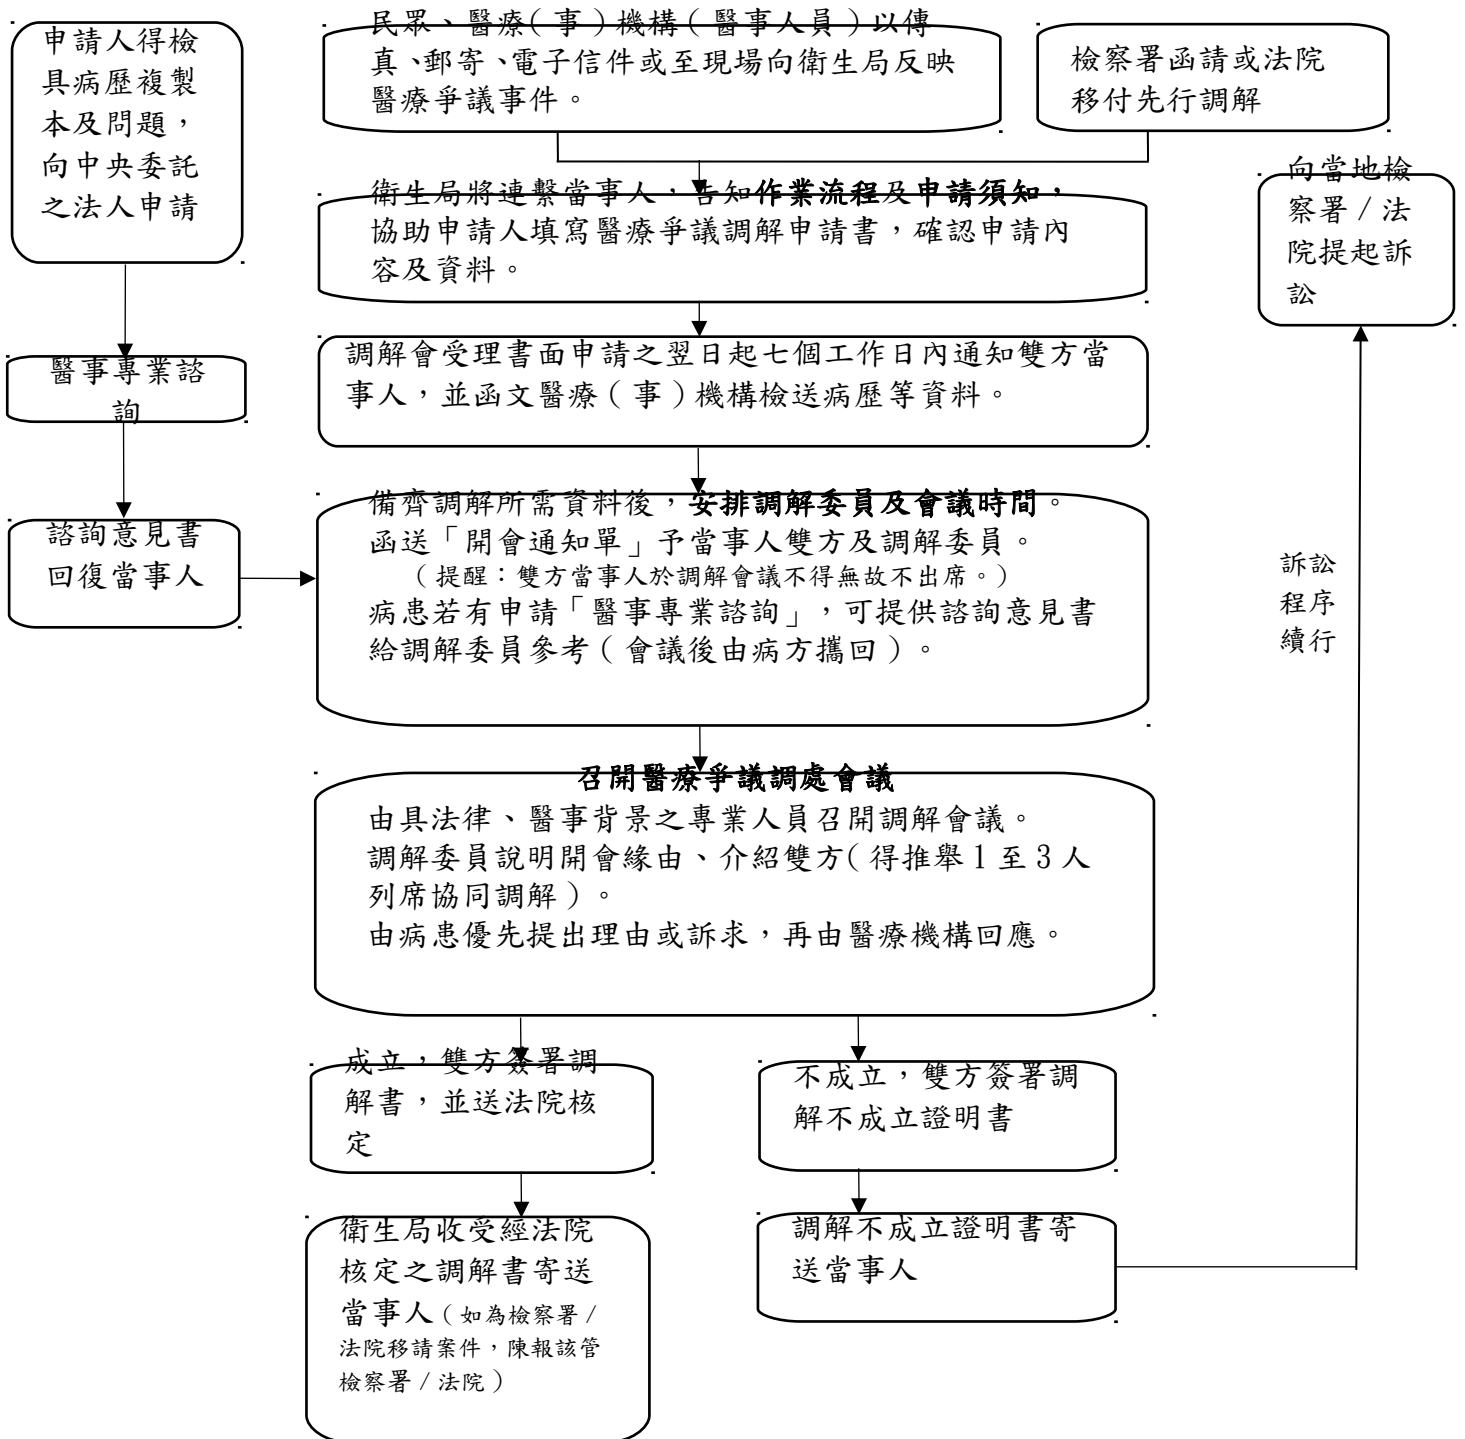 申請人得檢
具病歷複製
本及問題，
向中央委託
之法人申請
民眾、醫療(事)機構(醫事人員)以傳
真、郵寄、電子信件或至現場向衛生局反映
醫療爭議事件。
檢察署函請或法院
移付先行調解
向當地檢
察署/法
院提起訴
訟
衛生局將連繫當事人，告知作業流程及申請須知，
協助申請人填寫醫療爭議調解申請書，確認申請內
容及資料。
調解會受理書面申請之翌日起七個工作日內通知雙方當
事人，並函文醫療(事)機構檢送病歷等資料。
醫事專業諮
詢
諮詢意見書
回復當事人
備齊調解所需資料後，安排調解委員及會議時間。
函送「開會通知單」予當事人雙方及調解委員。
(提醒：雙方當事人於調解會議不得無故不出席。)
病患若有申請「醫事專業諮詢」，可提供諮詢意見書
給調解委員參考(會議後由病方攜回)。
訴訟
程序
續行
召開醫療爭議調處會議
由具法律、醫事背景之專業人員召開調解會議。
調解委員說明開會緣由、介紹雙方(得推舉1至3人
列席協同調解)。
由病患優先提出理由或訴求，再由醫療機構回應。
成立，雙方簽署調
解書，並送法院核
定
不成立，雙方簽署調
解不成立證明書
衛生局收受經法院
核定之調解書寄送
當事人(如為檢察署/
法院移請案件，陳報該管
檢察署/法院)
調解不成立證明書寄
送當事人